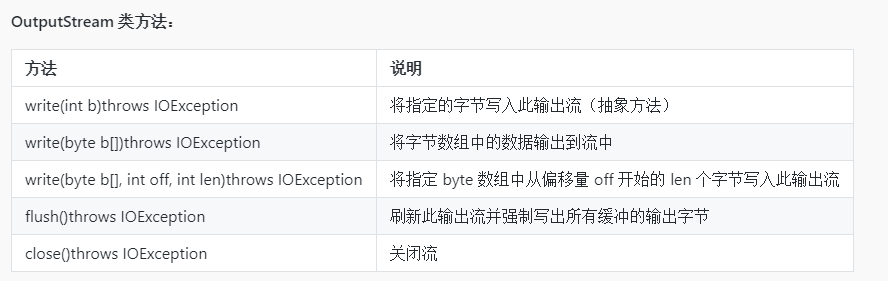 OutputStream 类方法：
方法 说明
write(int b)throws IOException 将指定的字节写入此输出流（抽象方法）
write(byte b[])throws IOException 将字节数组中的数据输出到流中
write(byte b[], int off, int len)throws IOException 将指定 byte 数组中从偏移量 off 开始的 len 个字节写入此输出流
flush()throws IOException 刷新此输出流并强制写出所有缓冲的输出字节
close()throws IOException 关闭流